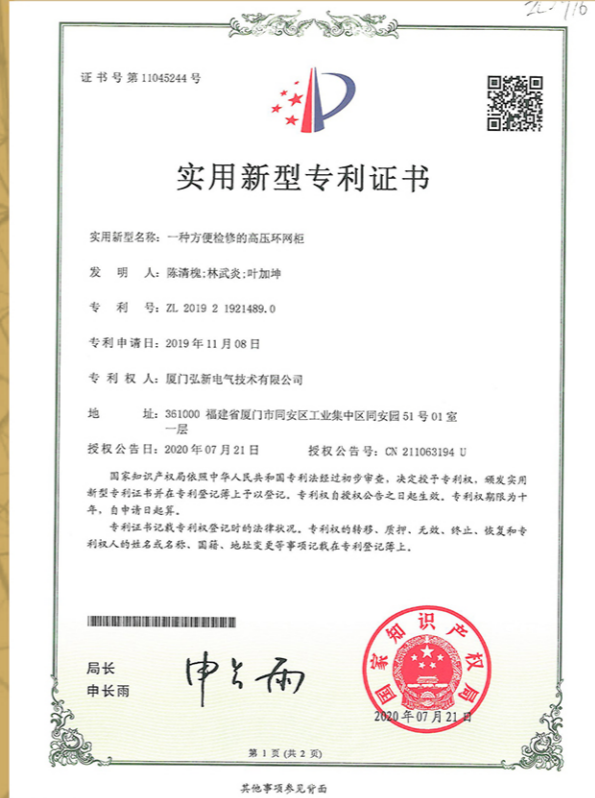 证书号第11045244号
实用新型专利证书
实用新型名称：一种方便检修的高压环网柜
发明人：陈清槐;林武炎;叶加坤
专利号：ZL 2019 2 1921489.0
专利申请日：2019年11月08日
专利权人：厦门弘新电气技术有限公司
地址：361000 福建省厦门市同安区工业集中区同安园51号01室
一层
授权公告日：2020年07月21日 授权公告号：CN 211063194 U
国家知识产权局依照中华人民共和国专利法经过初步审查，决定授予专利权，颁发实用
新型专利证书并在专利登记簿上予以登记。专利权自授权公告之日起生效。专利权期限为十
年，自申请日起算。
专利证书记载专利权登记时的法律状况。专利权的转移、质押、无效、终止、恢复和专
利权人的姓名或名称、国籍、地址变更等事项记载在专利登记簿上。
局长
申长雨
申长雨
国家知识产权局
2020年07月21日
第1页(共2页)
其他事项参见背面